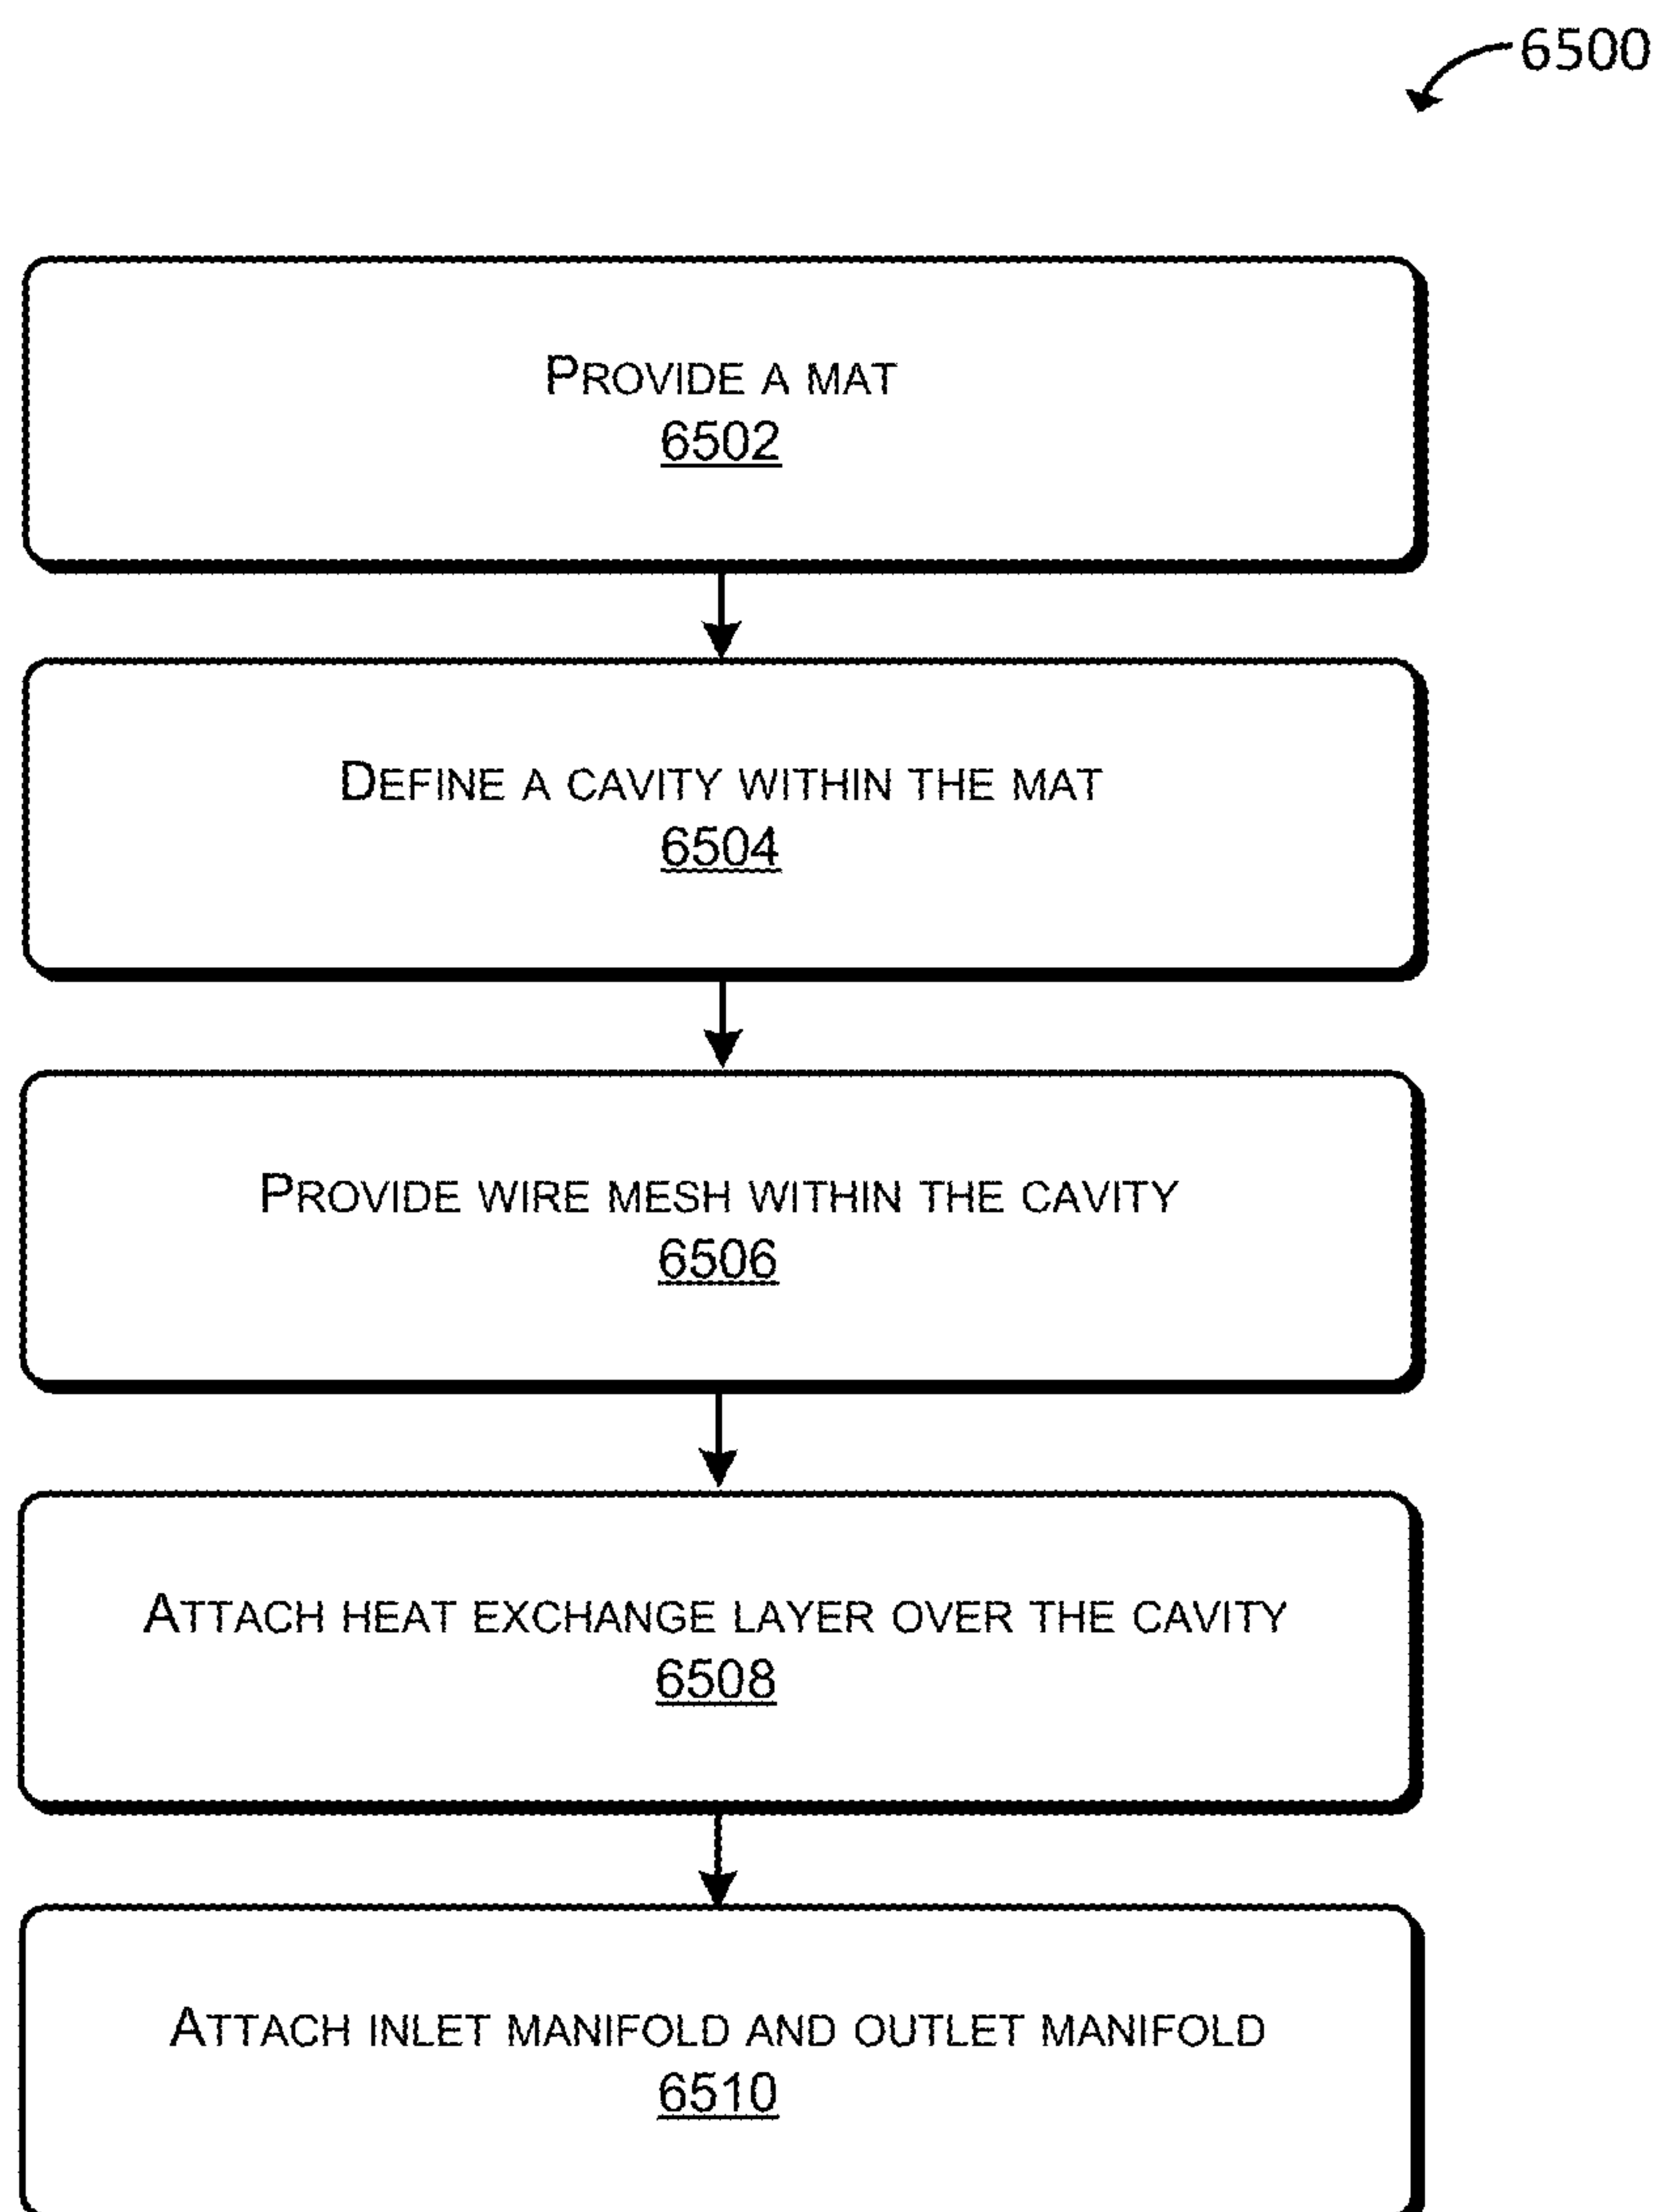 6500
PROVIDE A MAT
6502
DEFINE A CAVITY WITHIN THE MAT
6504
PROVIDE WIRE MESH WITHIN THE CAVITY
6506
ATTACH HEAT EXCHANGE LAYER OVER THE CAVITY
6508
ATTACH INLET MANIFOLD AND OUTLET MANIFOLD
6510